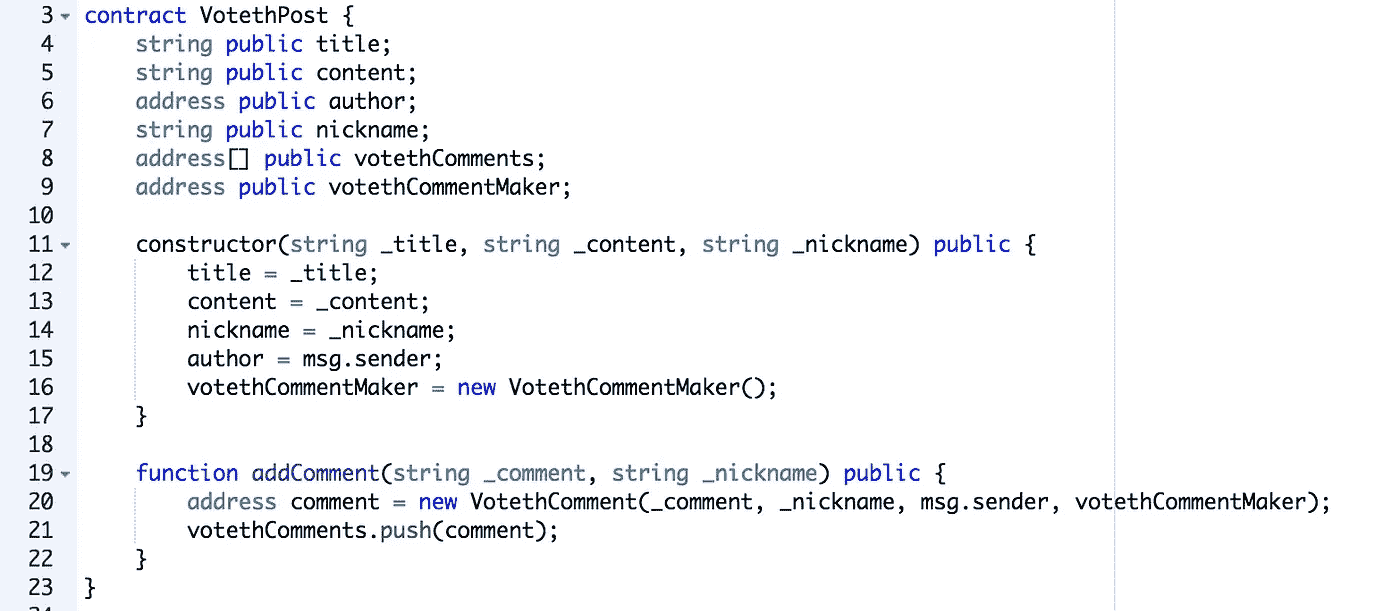 3 contract VotethPost {
4     string public title;
5     string public content;
6     address public author;
7     string public nickname;
8     address[] public votethComments;
9     address public votethCommentMaker;
10
11     constructor(string _title, string _content, string _nickname) public {
12         title = _title;
13         content = _content;
14         nickname = _nickname;
15         author = msg.sender;
16         votethCommentMaker = new VotethCommentMaker();
17     }
18
19     function addComment(string _comment, string _nickname) public {
20         address comment = new VotethComment(_comment, _nickname, msg.sender, votethCommentMaker);
21         votethComments.push(comment);
22     }
23 }